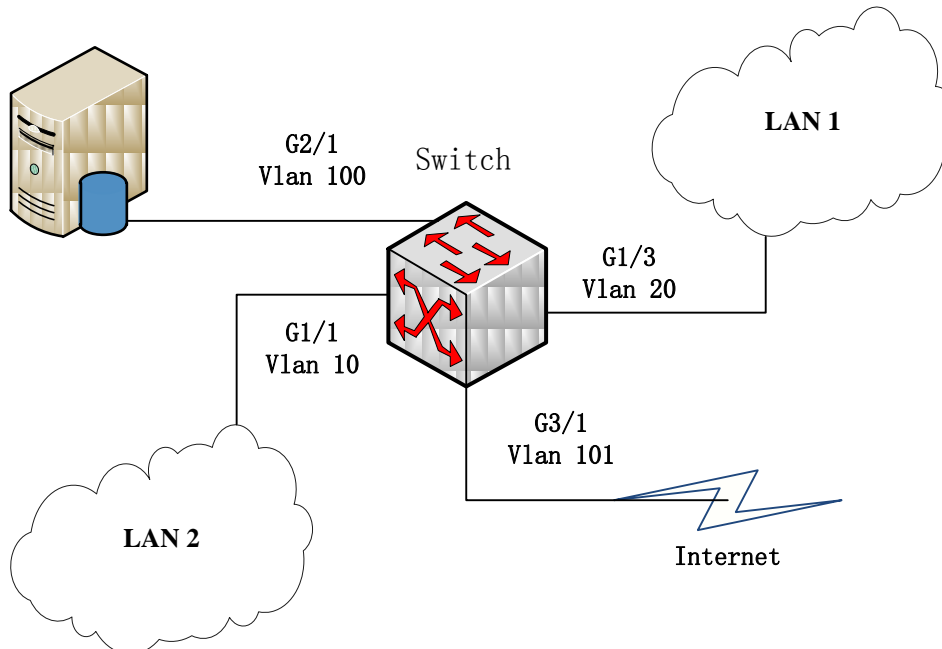 LAN 1
G2/1
Vlan 100
Switch
G1/3
Vlan 20
G1/1
Vlan 10
G3/1
Vlan 101
LAN 2
Internet